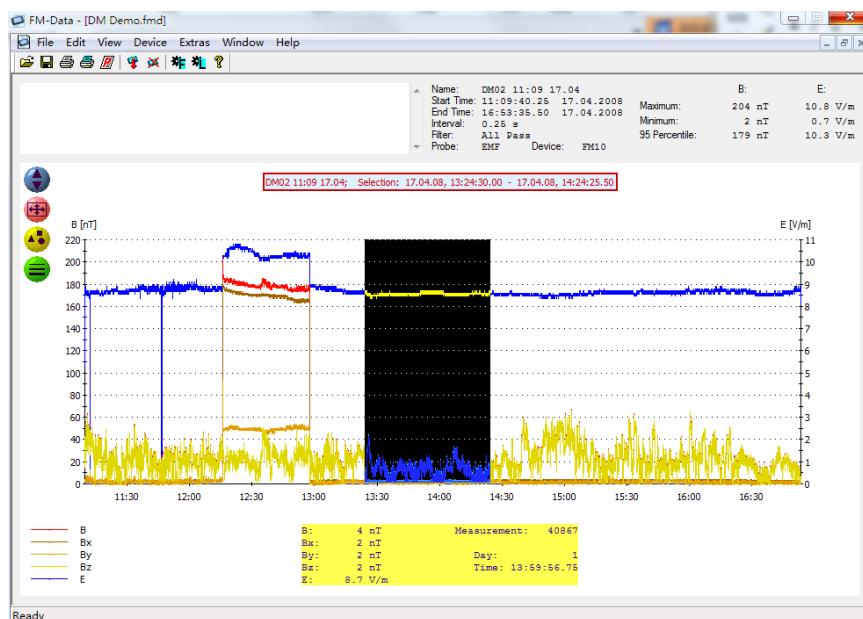 FM-Data - [DM Demo.fmd]
File Edit View Device Extras Window Help
Name: DM02 11:09 17.04
Start Time: 11:09:40.25 17.04.2008
End Time: 16:53:35.50 17.04.2008
Interval: 0.25 s
Filter: All Pass
Probe: EMF Device: FM10
B: E:
Maximum: 204 nT 10.8 V/m
Minimum: 2 nT 0.7 V/m
95 Percentile: 179 nT 10.3 V/m
DM02 11:09 17.04; Selection: 17.04.08, 13:24:30.00 - 17.04.08, 14:24:25.50
B [nT] E [V/m]
220 11
200 10
180 9
160 8
140 7
120 6
100 5
80 4
60 3
40 2
20 1
0 0
11:30 12:00 12:30 13:00 13:30 14:00 14:30 15:00 15:30 16:00 16:30
B
Bx
By
Bz
E
B: 4 nT Measurement: 40867
Bx: 2 nT
By: 2 nT Day: 1
Bz: 2 nT Time: 13:59:56.75
E: 8.7 V/m
Ready